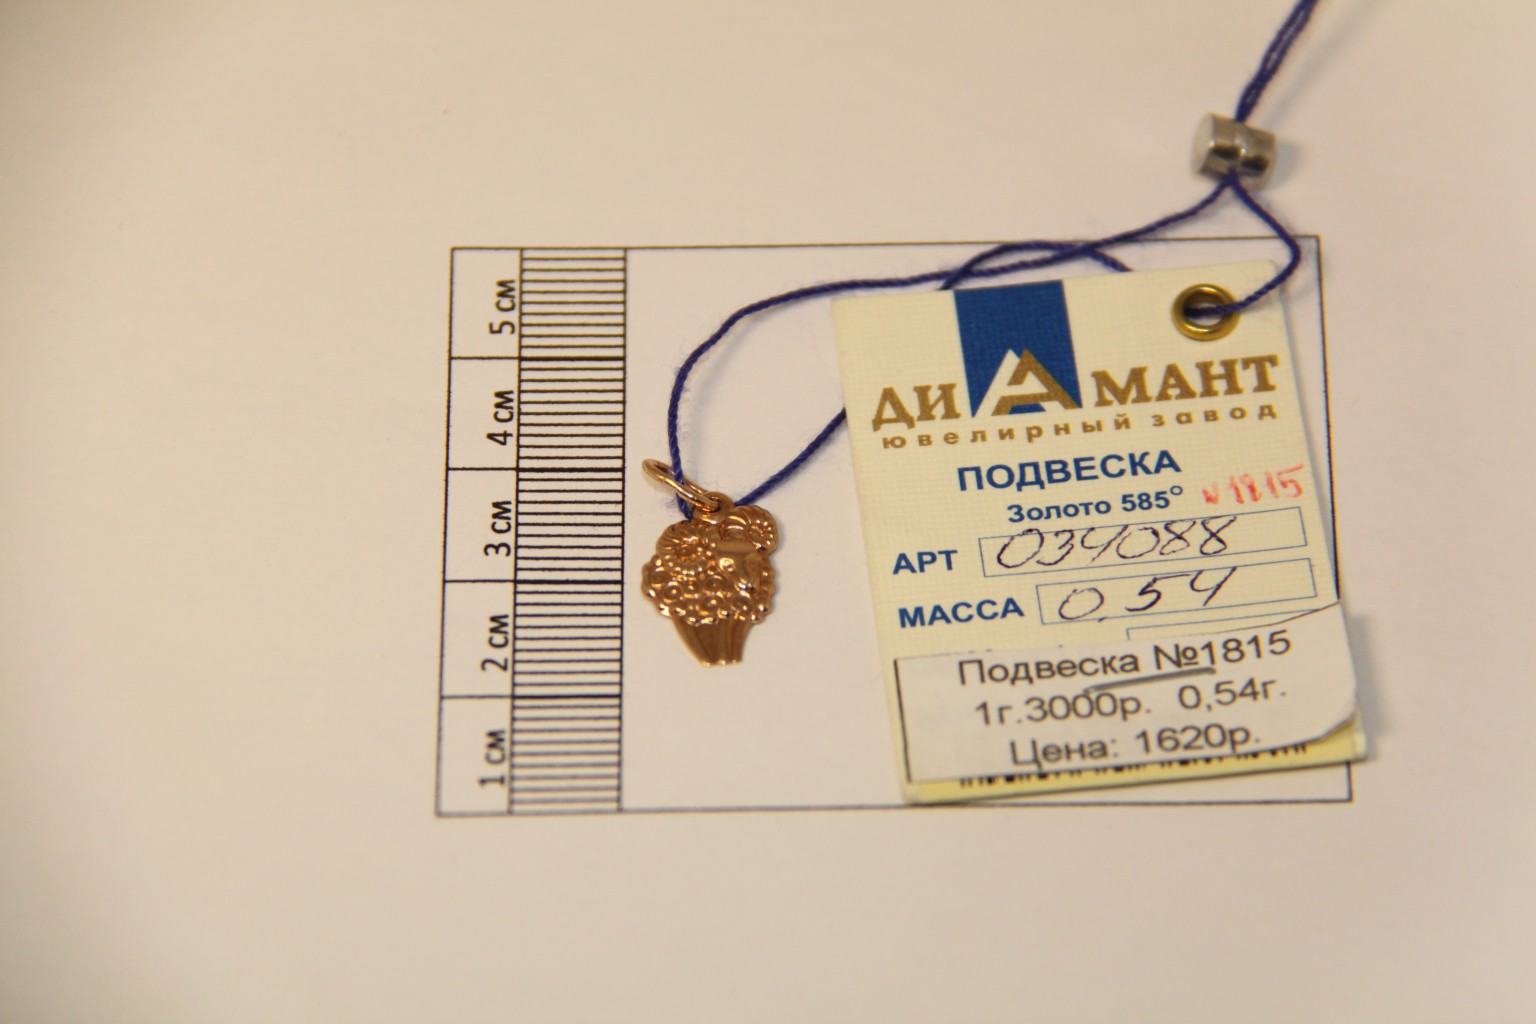 5 см
4 см
3 см
2 см
1 см
ДИАМАНТ
ювелирный завод
ПОДВЕСКА
Золото 585°
№1815
АРТ 034088
МАССА 0,54
Подвеска №1815
1г.3000р. 0,54г.
Цена: 1620р.